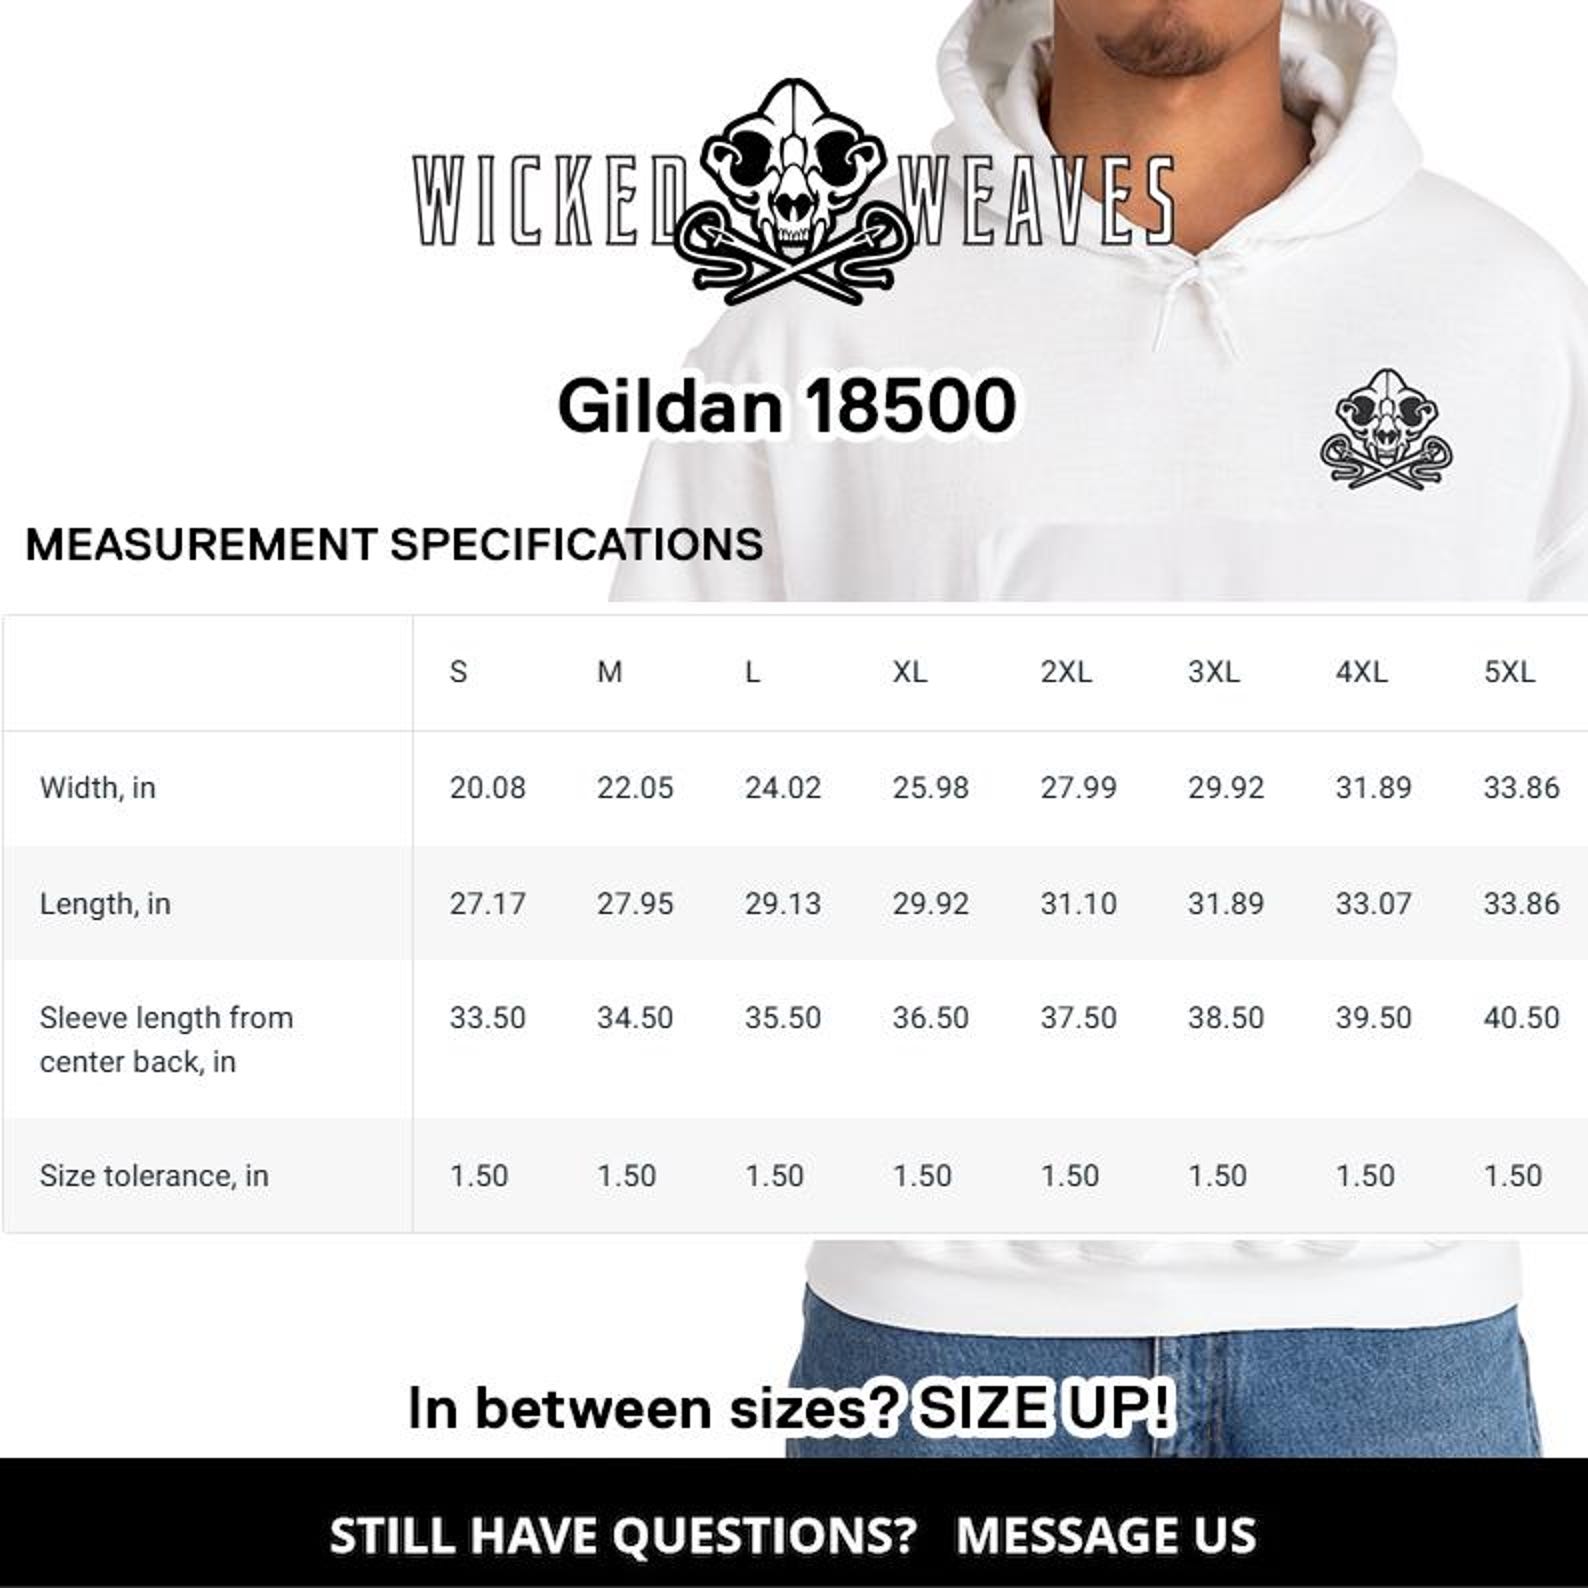 WICKED WEAVES
Gildan 18500
MEASUREMENT SPECIFICATIONS
S M L XL 2XL 3XL 4XL 5XL
Width, in 20.08 22.05 24.02 25.98 27.99 29.92 31.89 33.86
Length, in 27.17 27.95 29.13 29.92 31.10 31.89 33.07 33.86
Sleeve length from 33.50 34.50 35.50 36.50 37.50 38.50 39.50 40.50
center back, in
Size tolerance, in 1.50 1.50 1.50 1.50 1.50 1.50 1.50 1.50
In between sizes? SIZE UP!
STILL HAVE QUESTIONS? MESSAGE US